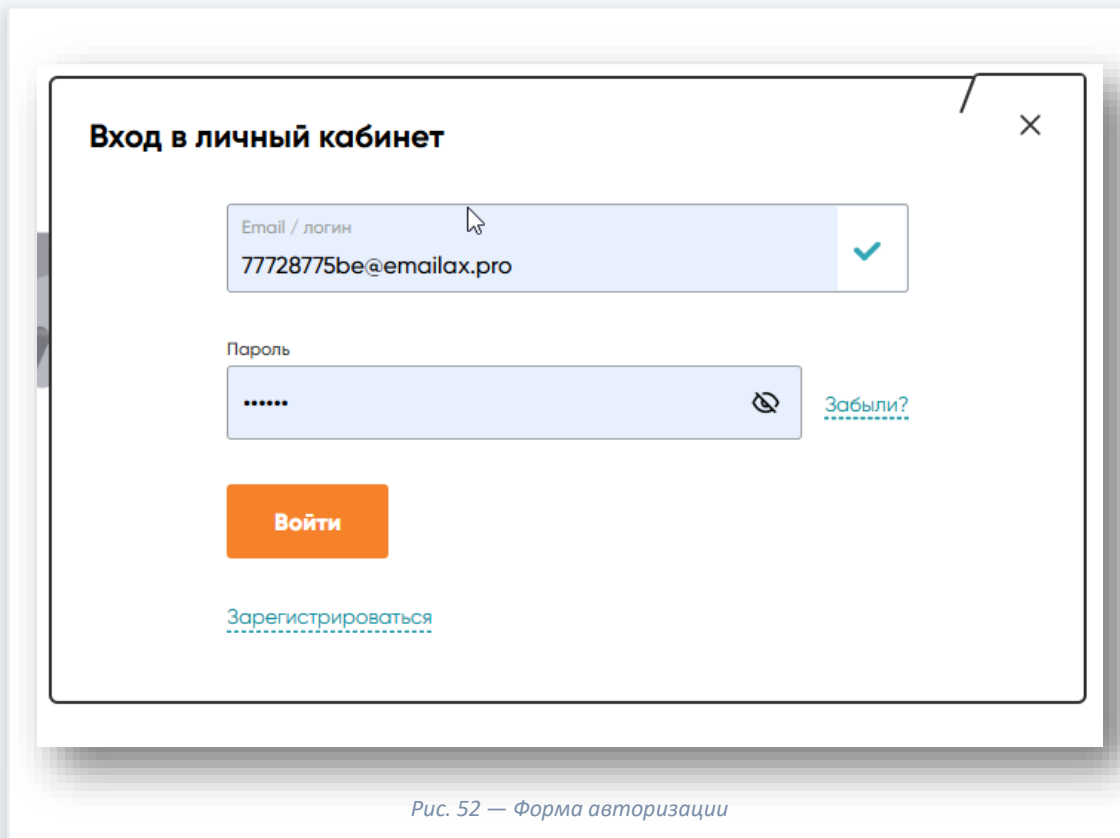 Вход в личный кабинет
Email / логин
77728775be@emailax.pro
Пароль
••••••
Забыли?
Войти
Зарегистрироваться
Рис. 52 — Форма авторизации